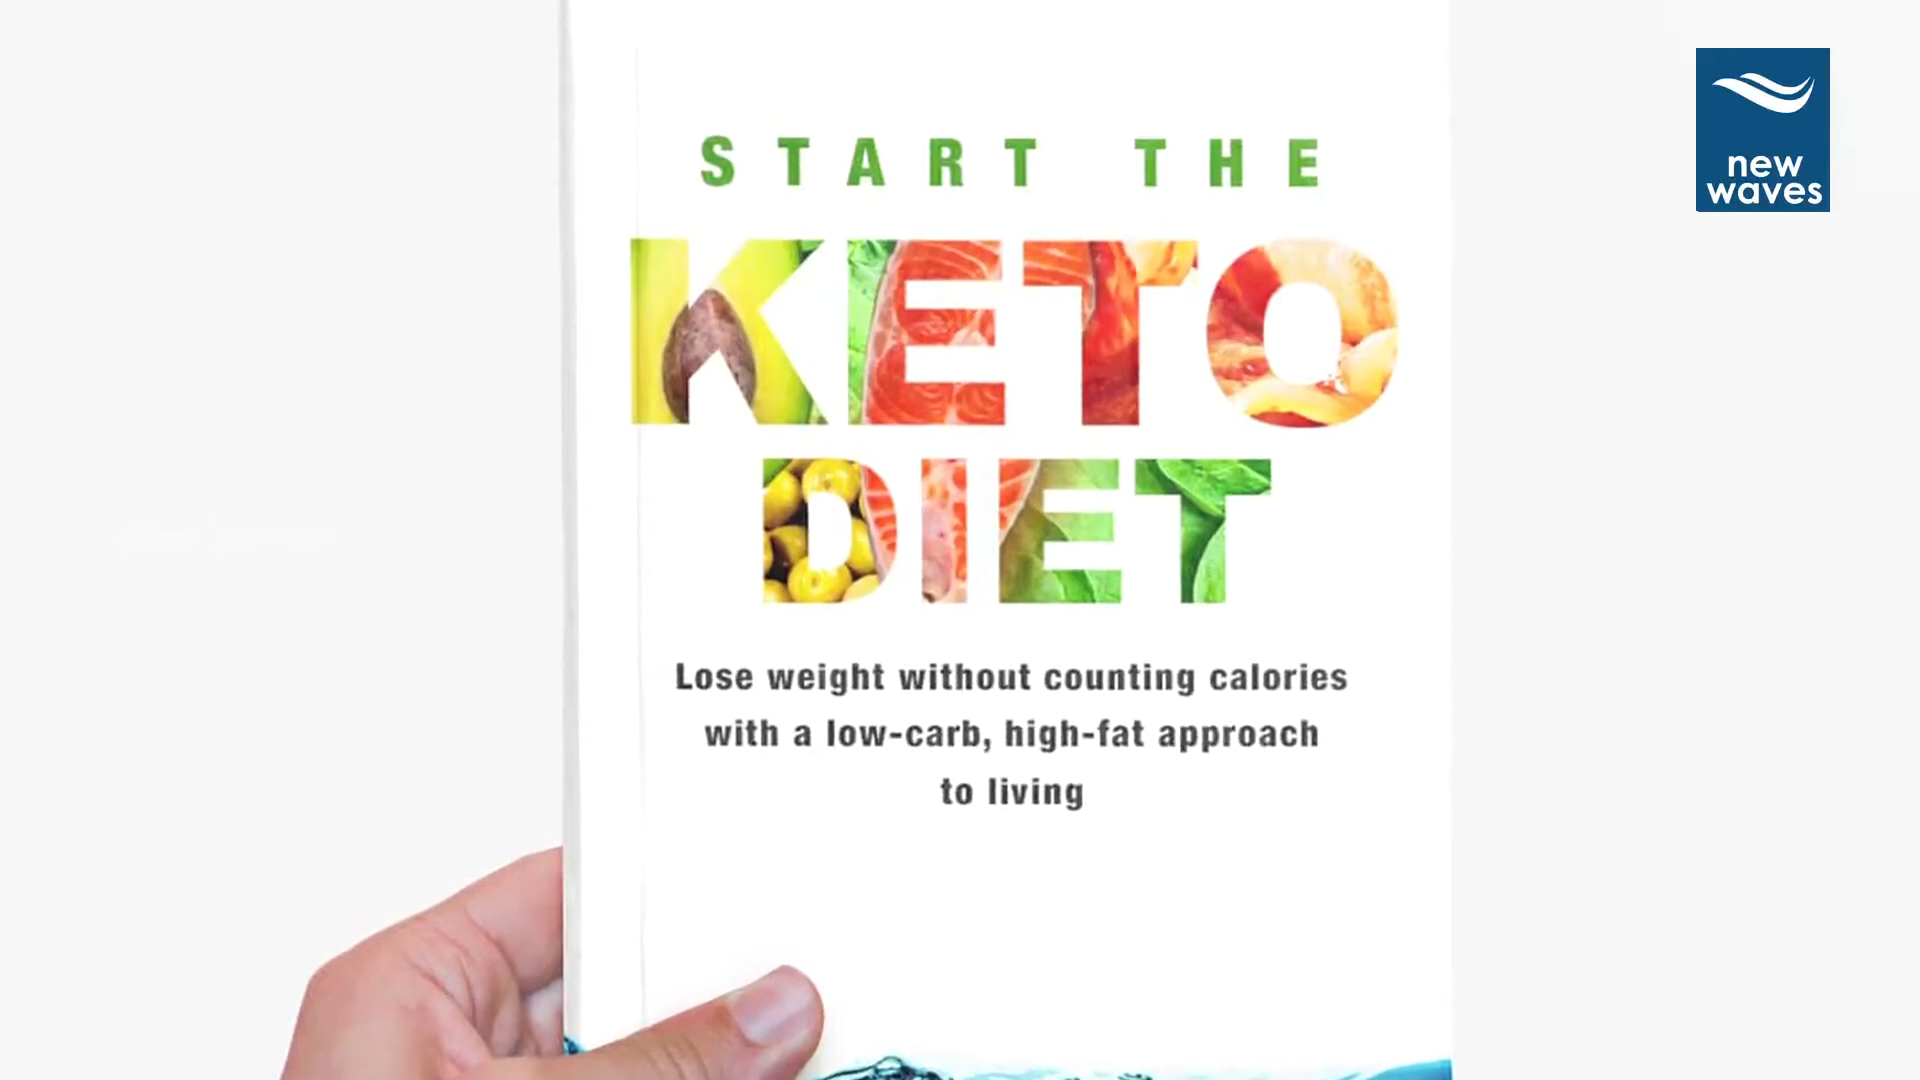 START THE
KETO
DIET
Lose weight without counting calories
with a low-carb, high-fat approach
to living
new
waves